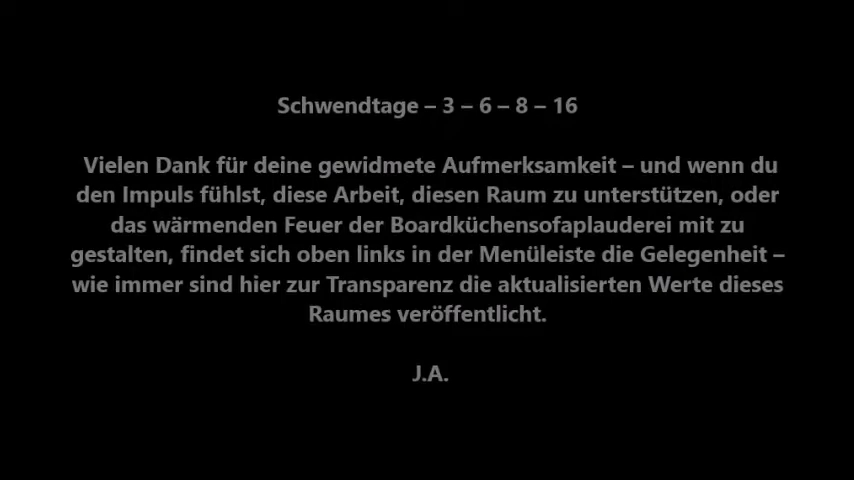 Schwendtage – 3 – 6 – 8 – 16
Vielen Dank für deine gewidmete Aufmerksamkeit – und wenn du
den Impuls fühlst, diese Arbeit, diesen Raum zu unterstützen, oder
das wärmenden Feuer der Boardküchensofaplauderei mit zu
gestalten, findet sich oben links in der Menüleiste die Gelegenheit –
wie immer sind hier zur Transparenz die aktualisierten Werte dieses
Raumes veröffentlicht.
J.A.